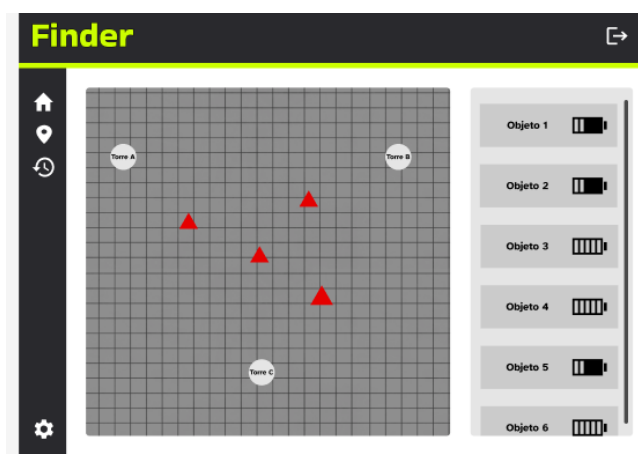 Finder
Torre A
Torre B
Torre C
Objeto 1
Objeto 2
Objeto 3
Objeto 4
Objeto 5
Objeto 6